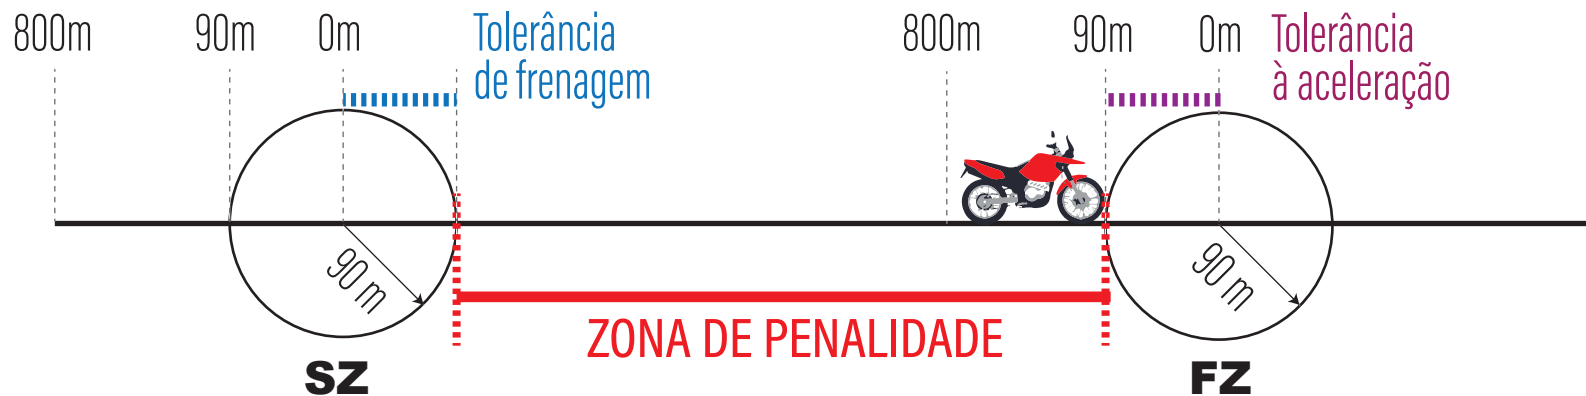 800m
90m
0m
Tolerância
de frenagem
800m
90m
0m
Tolerância
à aceleração
90 m
90 m
ZONA DE PENALIDADE
SZ
FZ